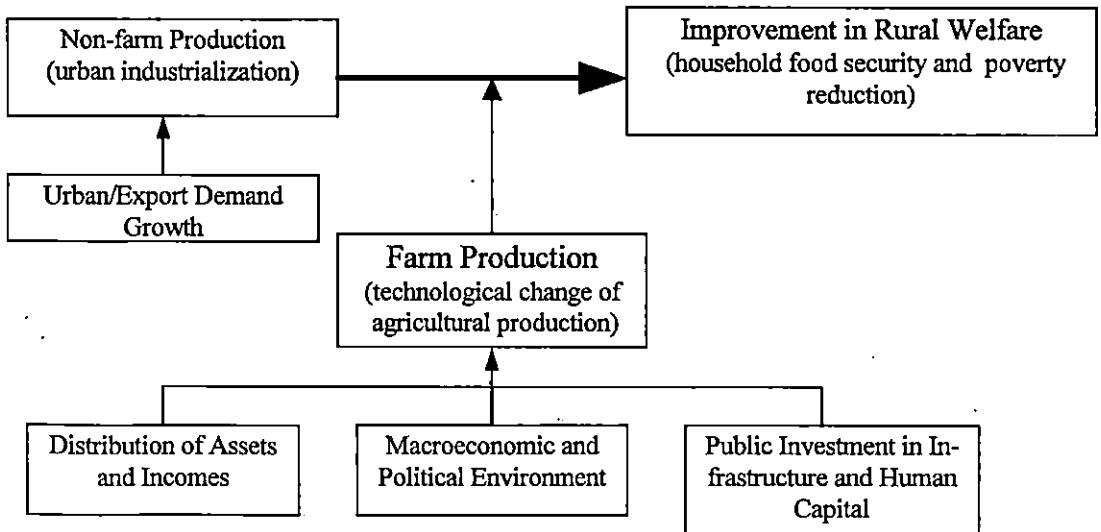 Non-farm Production
(urban industrialization)
Improvement in Rural Welfare
(household food security and poverty
reduction)
Urban/Export Demand
Growth
Farm Production
(technological change of
agricultural production)
Distribution of Assets
and Incomes
Macroeconomic and
Political Environment
Public Investment in In-
frastructure and Human
Capital